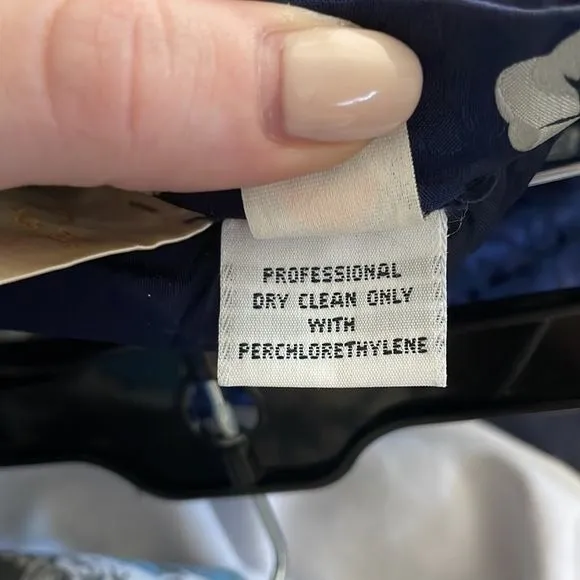 PROFESSIONAL
DRY CLEAN ONLY
WITH
PERCHLORETHYLENE